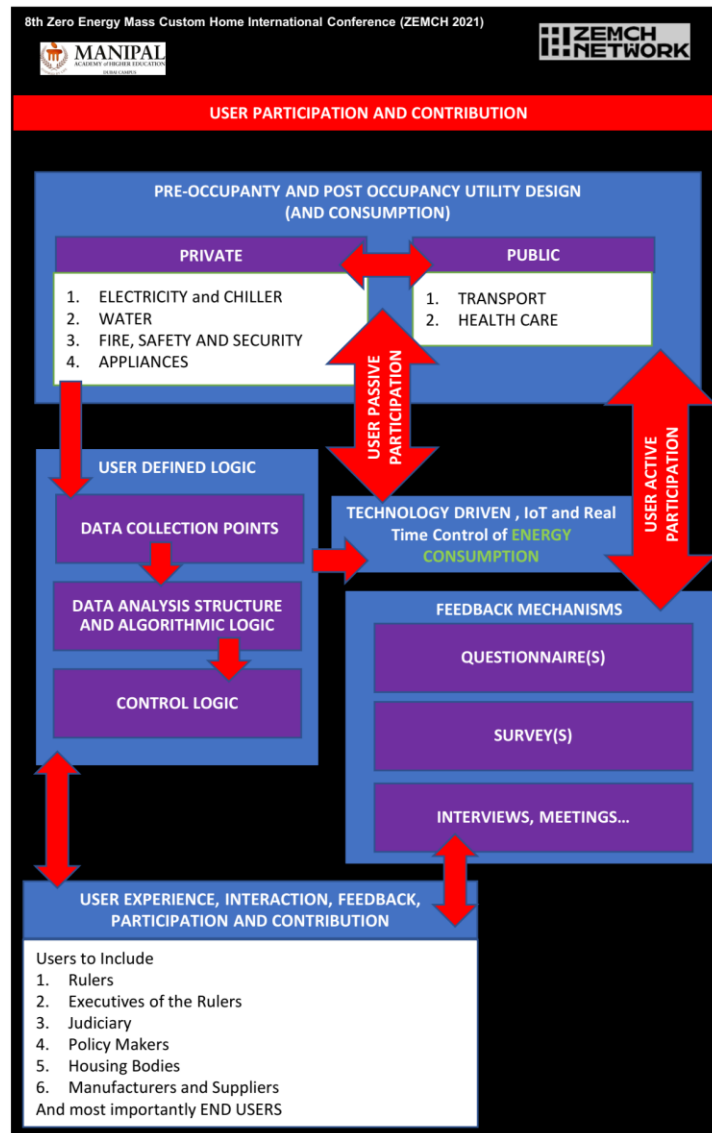 8th Zero Energy Mass Custom Home International Conference (ZEMCH 2021)
MANIPAL
ACADEMY of HIGHER EDUCATION
DUBAI CAMPUS
ZEMCH
NETWORK
USER PARTICIPATION AND CONTRIBUTION
PRE-OCCUPANTY AND POST OCCUPANCY UTILITY DESIGN
(AND CONSUMPTION)
PRIVATE
1. ELECTRICITY and CHILLER
2. WATER
3. FIRE, SAFETY AND SECURITY
4. APPLIANCES
PUBLIC
1. TRANSPORT
2. HEALTH CARE
USER PASSIVE
PARTICIPATION
USER ACTIVE
PARTICIPATION
USER DEFINED LOGIC
DATA COLLECTION POINTS
DATA ANALYSIS STRUCTURE
AND ALGORITHMIC LOGIC
CONTROL LOGIC
TECHNOLOGY DRIVEN , IoT and Real
Time Control of ENERGY
CONSUMPTION
FEEDBACK MECHANISMS
QUESTIONNAIRE(S)
SURVEY(S)
INTERVIEWS, MEETINGS...
USER EXPERIENCE, INTERACTION, FEEDBACK,
PARTICIPATION AND CONTRIBUTION
Users to Include
1. Rulers
2. Executives of the Rulers
3. Judiciary
4. Policy Makers
5. Housing Bodies
6. Manufacturers and Suppliers
And most importantly END USERS